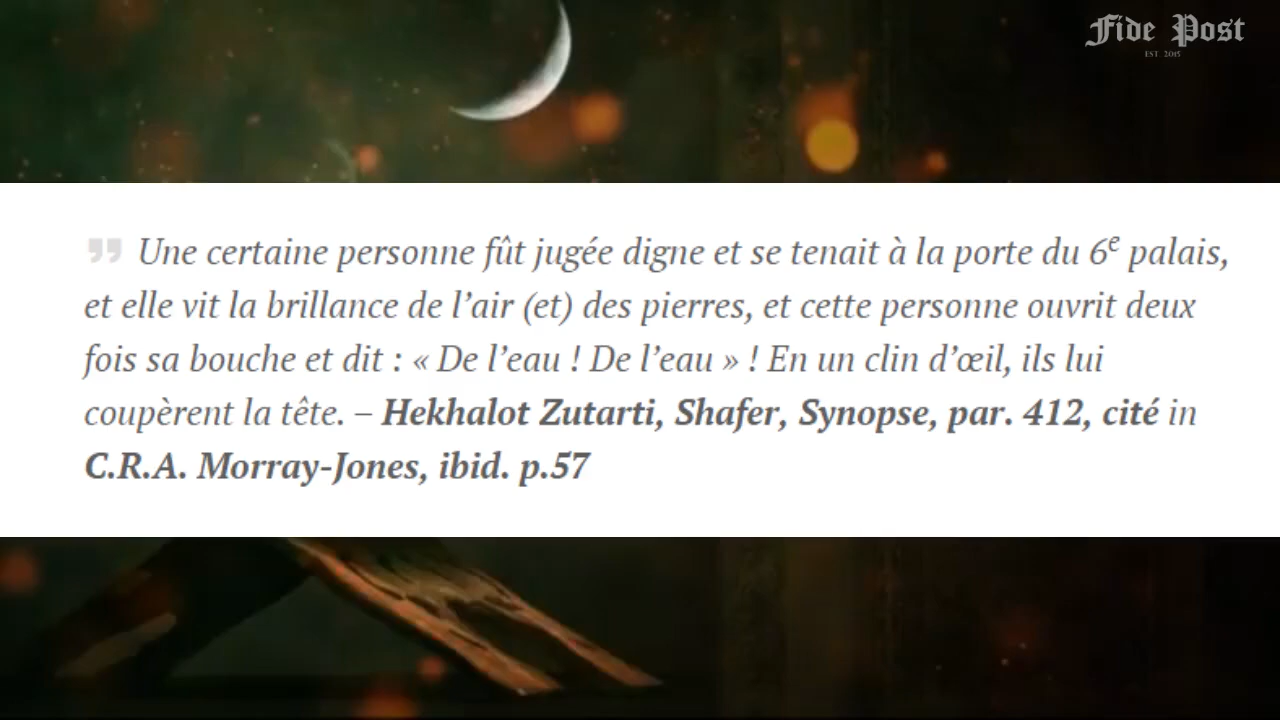 Fide Post
EST. 2015
” Une certaine personne fût jugée digne et se tenait à la porte du 6e palais,
et elle vit la brillance de l’air (et) des pierres, et cette personne ouvrit deux
fois sa bouche et dit : « De l’eau ! De l’eau » ! En un clin d’œil, ils lui
coupèrent la tête. – Hekhalot Zutarti, Shafer, Synopse, par. 412, cité in
C.R.A. Morray-Jones, ibid. p.57